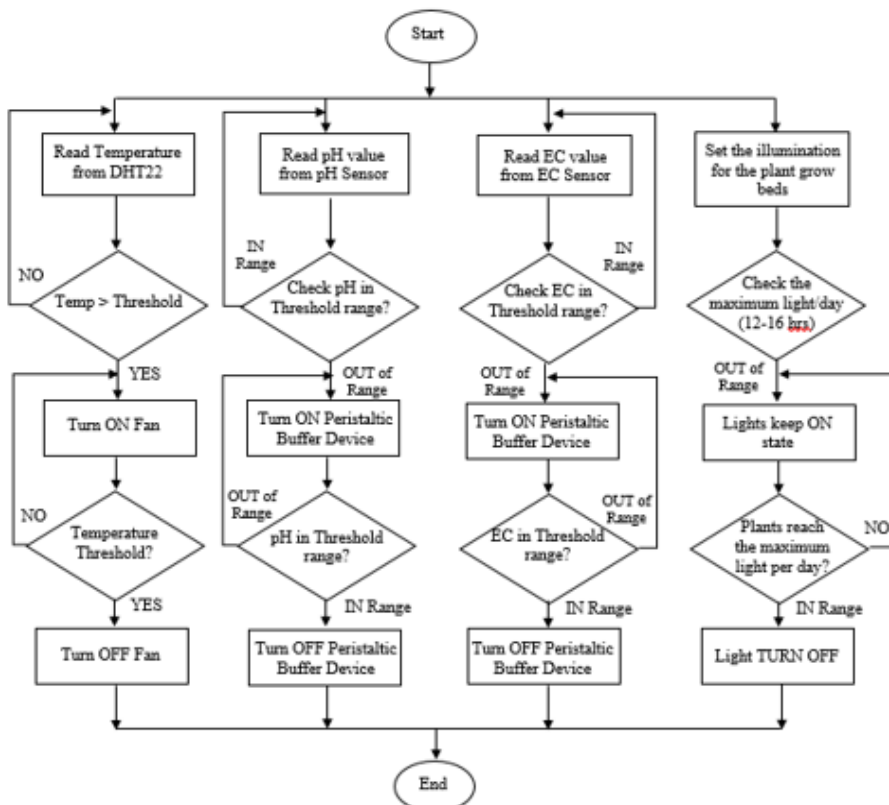 Start
Read Temperature
from DHT22
NO
Temp > Threshold
YES
Turn ON Fan
NO
Temperature
Threshold?
YES
Turn OFF Fan
Read pH value
from pH Sensor
IN
Range
Check pH in
Threshold range?
OUT of
Range
Turn ON Peristaltic
Buffer Device
OUT of
Range
pH in Threshold
range?
IN Range
Turn OFF Peristaltic
Buffer Device
Read EC value
from EC Sensor
IN
Range
Check EC in
Threshold range?
OUT of
Range
Turn ON Peristaltic
Buffer Device
OUT of
Range
EC in Threshold
range?
IN Range
Turn OFF Peristaltic
Buffer Device
Set the illumination
for the plant grow
beds
Check the
maximum light/day
(12-16 hrs)
OUT of
Range
Lights keep ON
state
Plants reach
the maximum
light per day?
NO
IN Range
Light TURN OFF
End